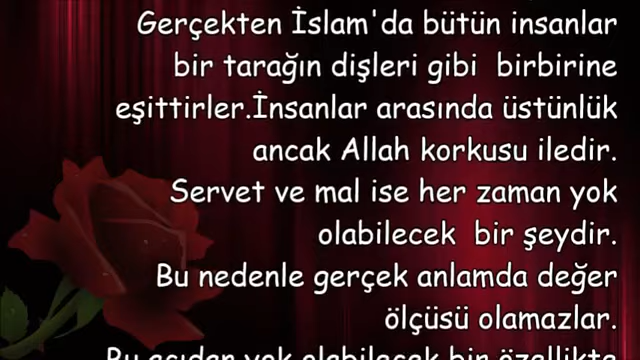 Gerçekten İslam'da bütün insanlar
bir tarağın dişleri gibi  birbirine
eşittirler.İnsanlar arasında üstünlük
ancak Allah korkusu iledir.
Servet ve mal ise her zaman yok
olabilecek  bir şeydir.
Bu nedenle gerçek anlamda değer
ölçüsü olamazlar.
Bu açıdan yok olabilecek bir özellikte